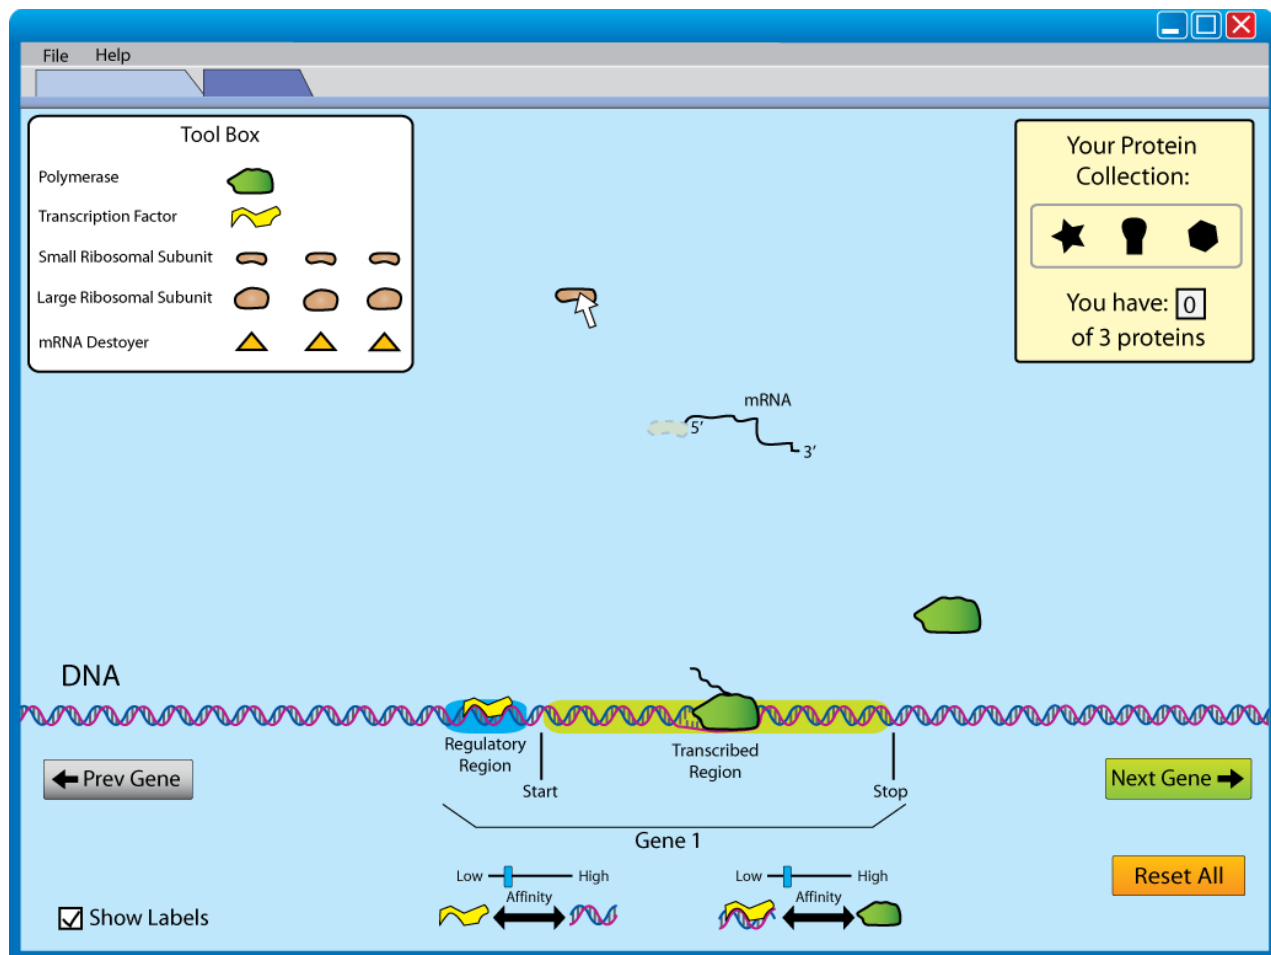 File Help
Tool Box
Polymerase
Transcription Factor
Small Ribosomal Subunit
Large Ribosomal Subunit
mRNA Destoyer
Your Protein
Collection:
You have: 0
of 3 proteins
mRNA
5'
3'
DNA
Regulatory
Region
Transcribed
Region
Start
Stop
Prev Gene
Next Gene
Gene 1
Low High
Affinity
Low High
Affinity
Reset All
Show Labels